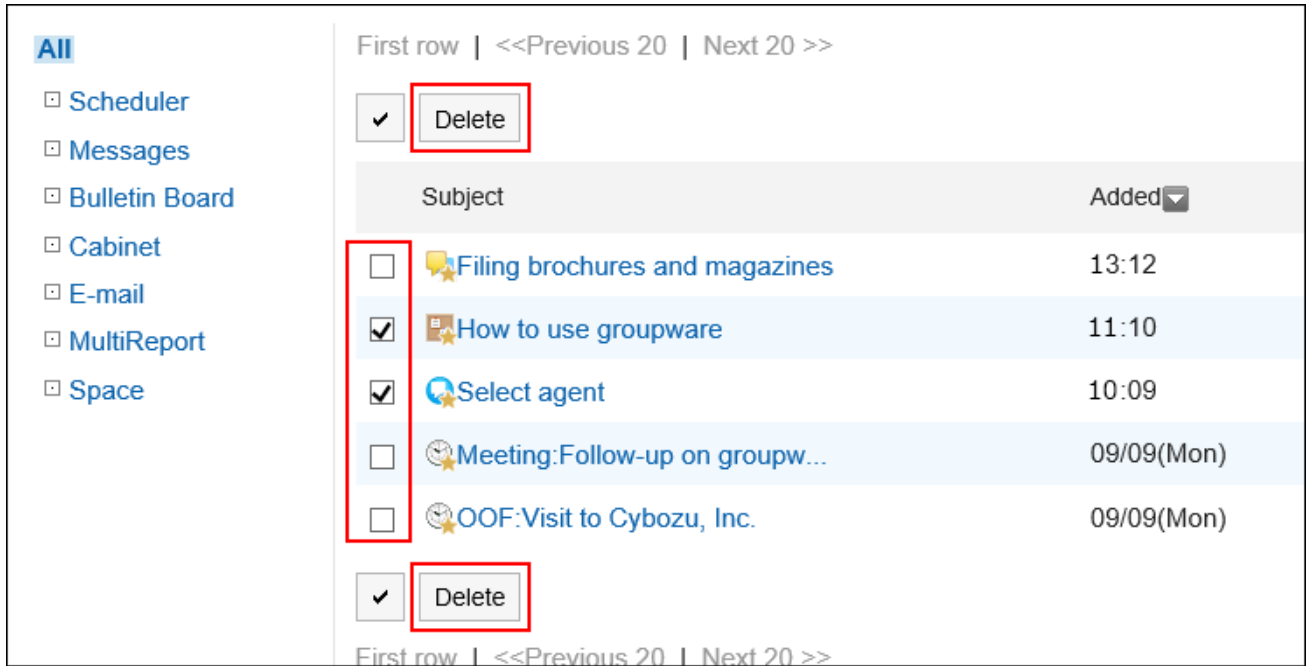 All
Scheduler
Messages
Bulletin Board
Cabinet
E-mail
MultiReport
Space
First row | <<Previous 20 | Next 20 >>
Delete
Subject Added
Filing brochures and magazines 13:12
How to use groupware 11:10
Select agent 10:09
Meeting:Follow-up on groupw... 09/09(Mon)
OOF:Visit to Cybozu, Inc. 09/09(Mon)
Delete
First row | <<Previous 20 | Next 20 >>